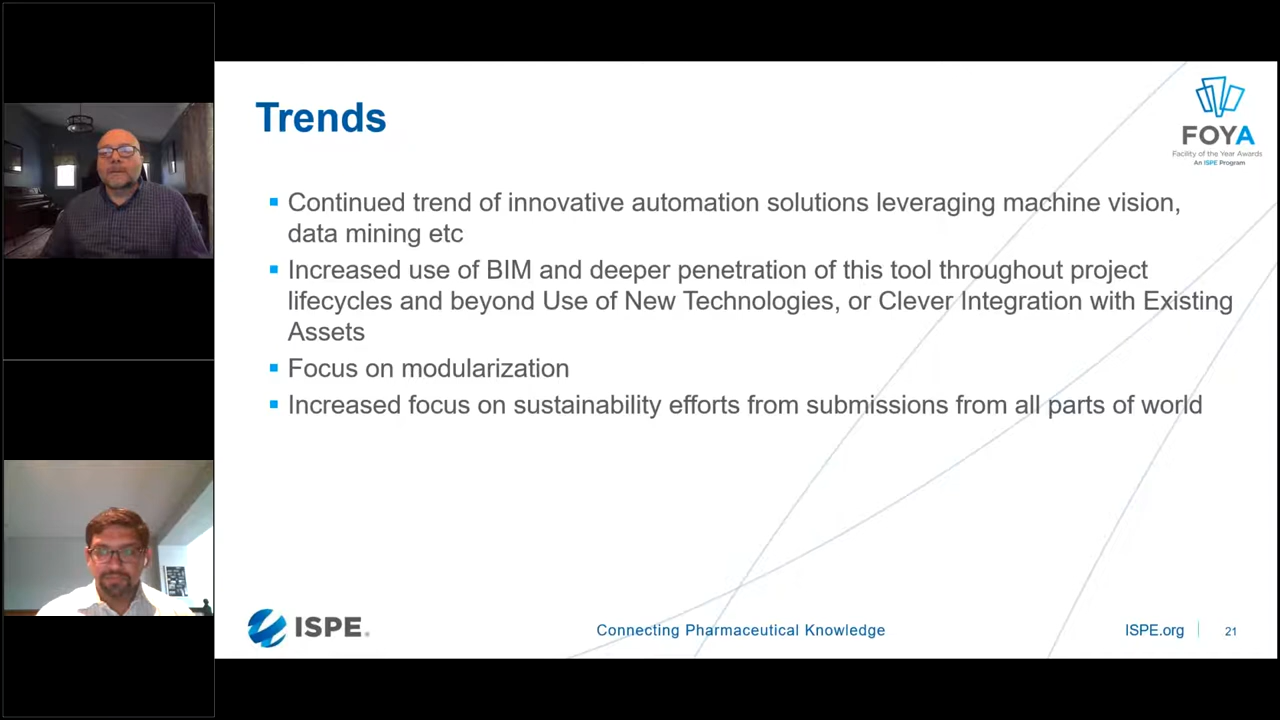 Trends
FOYA
Facility of the Year Awards
An ISPE Program
Continued trend of innovative automation solutions leveraging machine vision,
data mining etc
Increased use of BIM and deeper penetration of this tool throughout project
lifecycles and beyond Use of New Technologies, or Clever Integration with Existing
Assets
Focus on modularization
Increased focus on sustainability efforts from submissions from all parts of world
ISPE®
Connecting Pharmaceutical Knowledge
ISPE.org
21